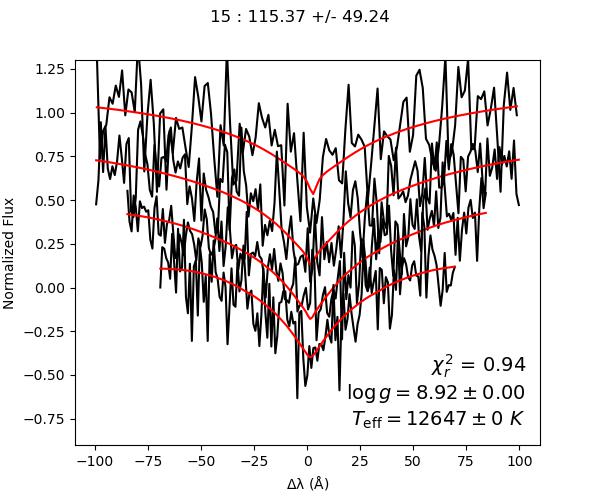 15 : 115.37 +/- 49.24
Normalized Flux
1.25
1.00
0.75
0.50
0.25
0.00
−0.25
−0.50
−0.75
χ²ᵣ = 0.94
log g = 8.92 ± 0.00
T_eff = 12647 ± 0 K
−100 −75 −50 −25 0 25 50 75 100
Δλ (Å)